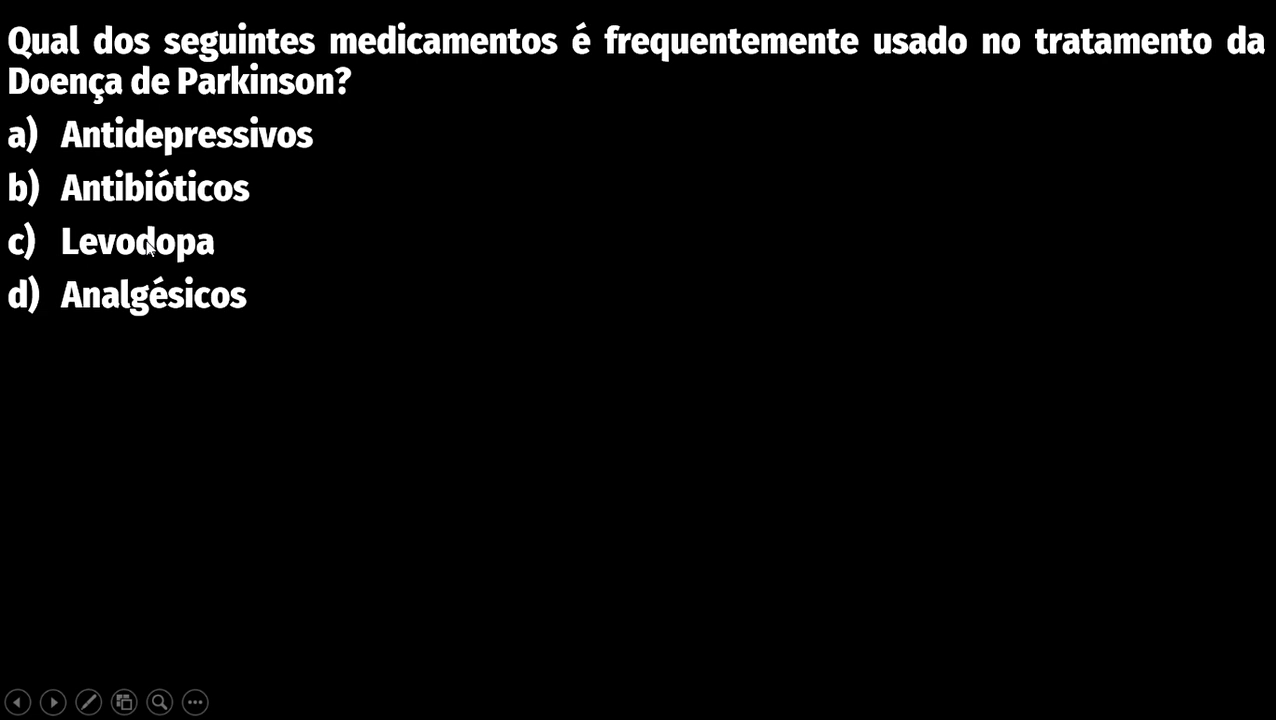 Qual dos seguintes medicamentos é frequentemente usado no tratamento da
Doença de Parkinson?
a) Antidepressivos
b) Antibióticos
c) Levodopa
d) Analgésicos